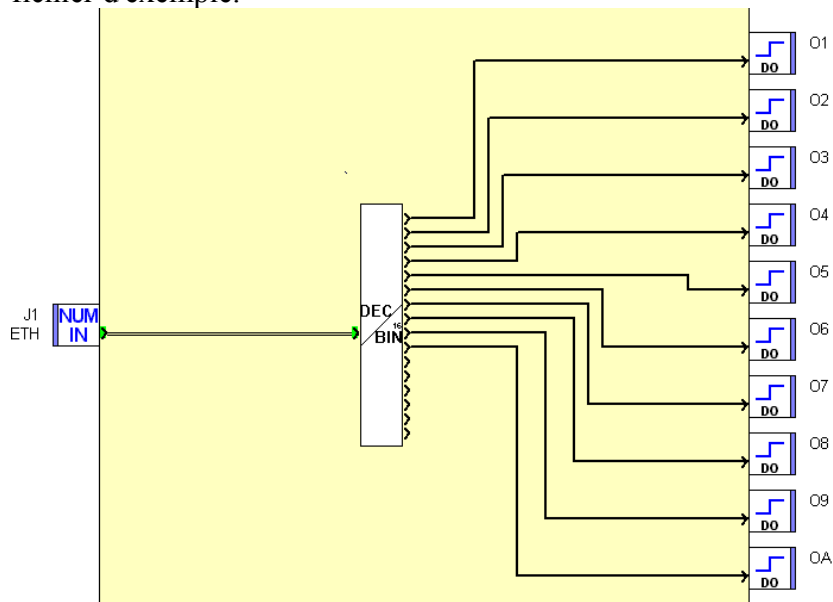 fichier d'exemple.
O1
DO
O2
DO
O3
DO
O4
DO
O5
DO
J1
ETH
NUM
IN
DEC
16
BIN
O6
DO
O7
DO
O8
DO
O9
DO
OA
DO